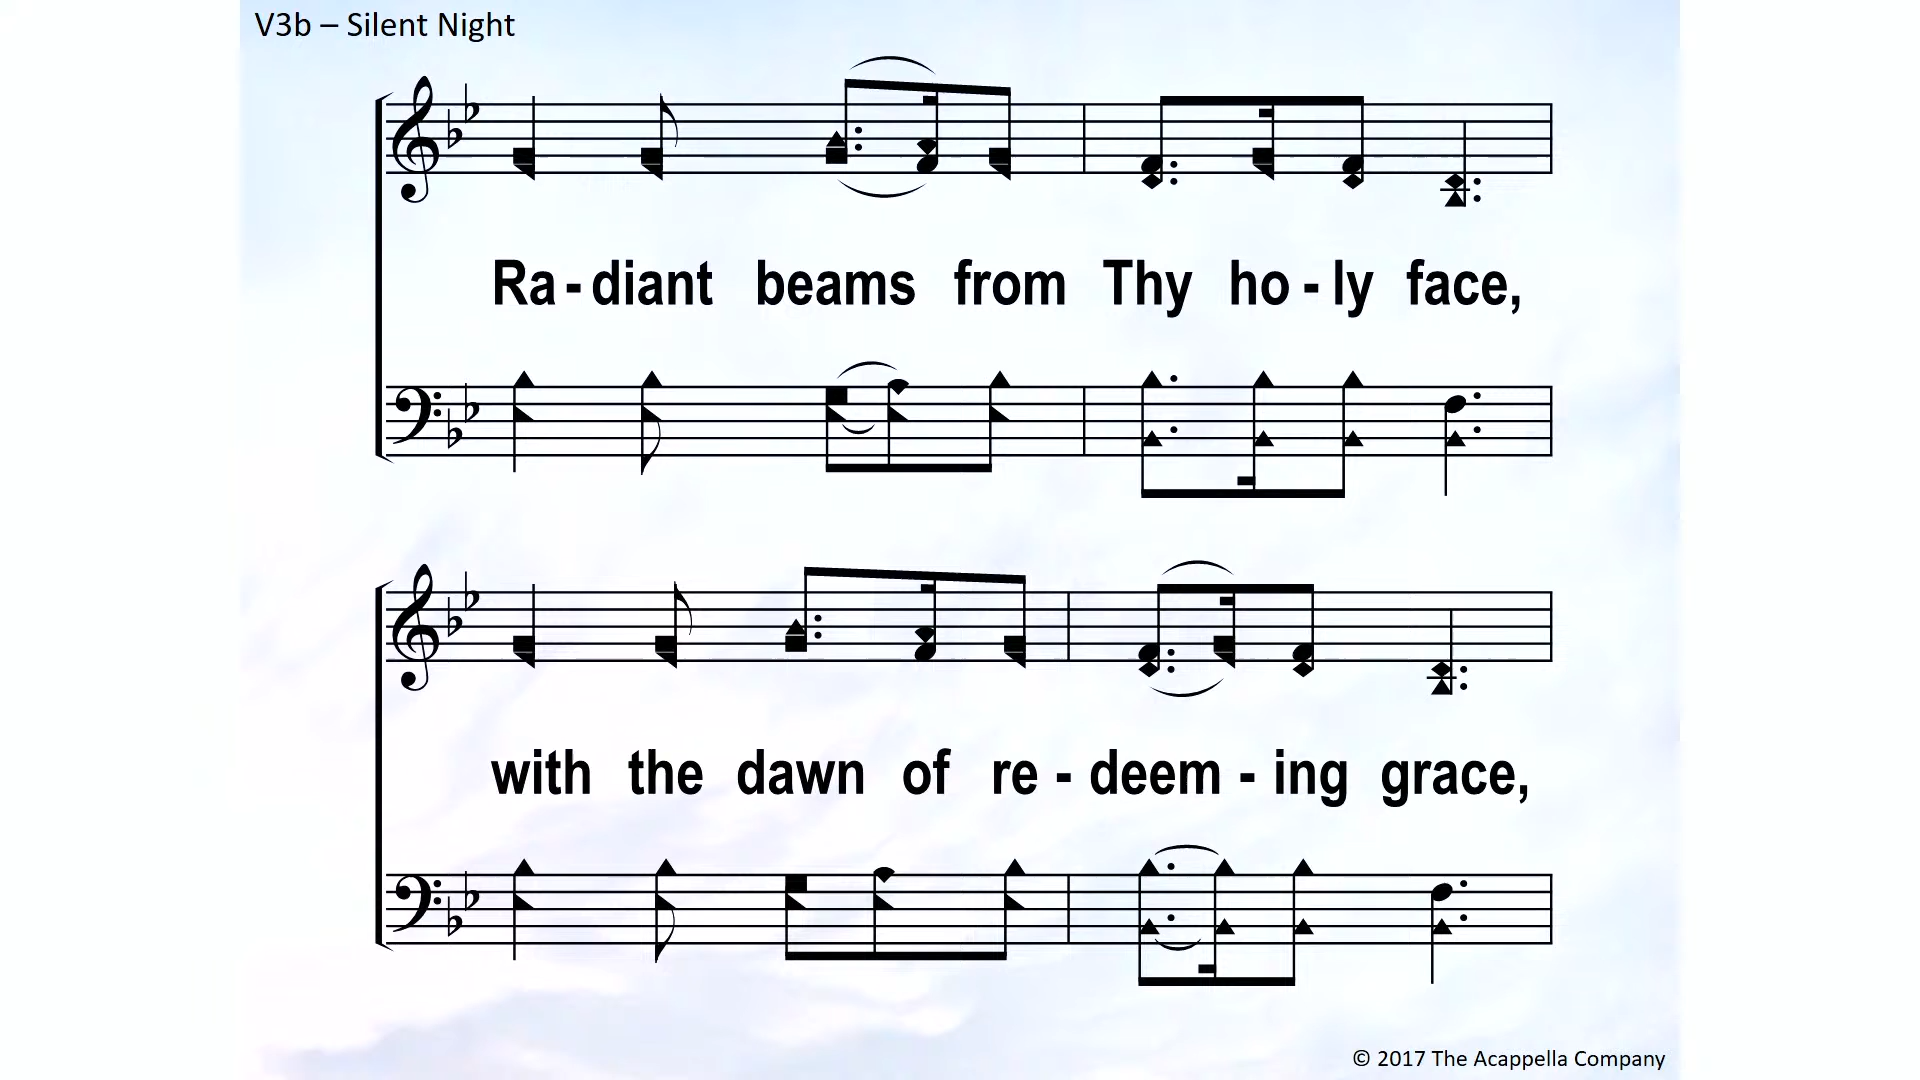 V3b – Silent Night
Ra - diant beams from Thy ho - ly face,
with the dawn of re - deem - ing grace,
© 2017 The Acappella Company